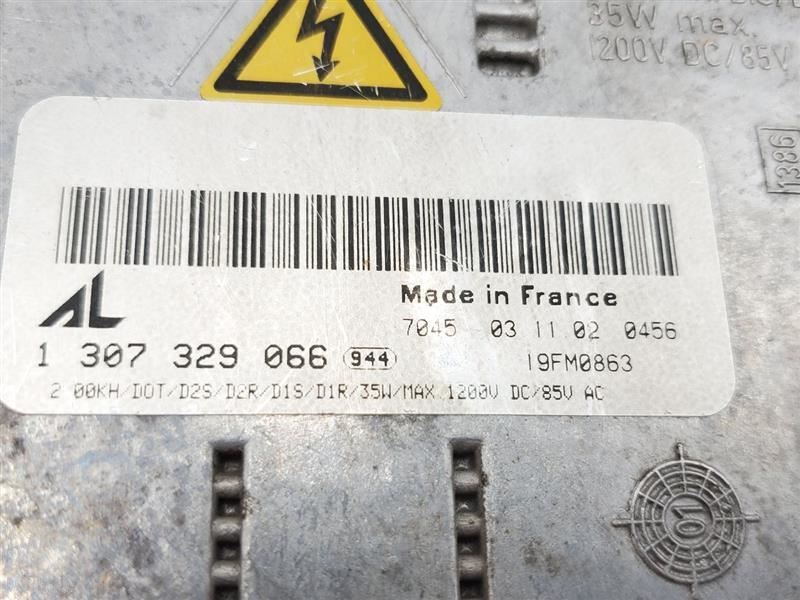 35W max.
1200V DC/85V
1386
AL
Made in France
7045 03 11 02 0456
1 307 329 066 944
19FM0863
2 00KH/DOT/D2S/D2R/D1S/D1R/35W/MAX 1200V DC/85V AC
01